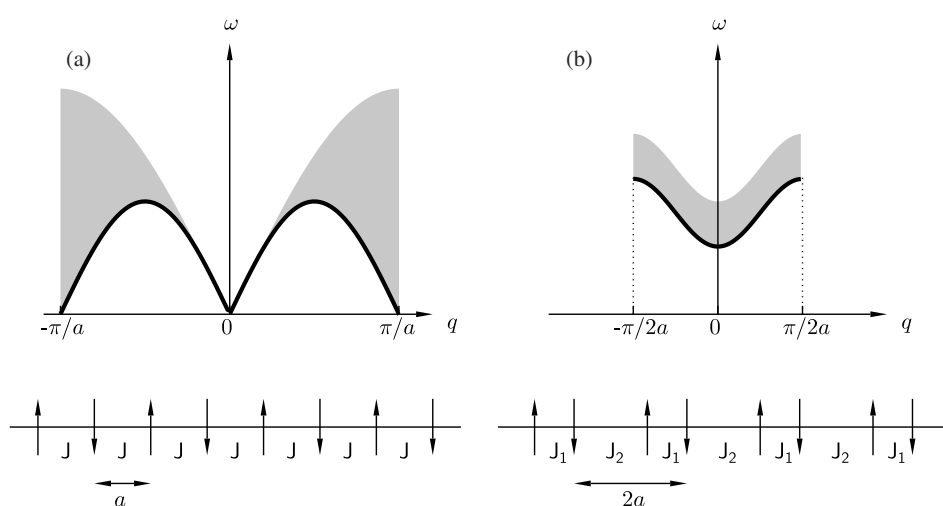 ω ω
(a) (b)
-π/a 0 π/a q -π/2a 0 π/2a q
J J J J J J J J₁ J₂ J₁ J₂ J₁ J₂ J₁
a 2a